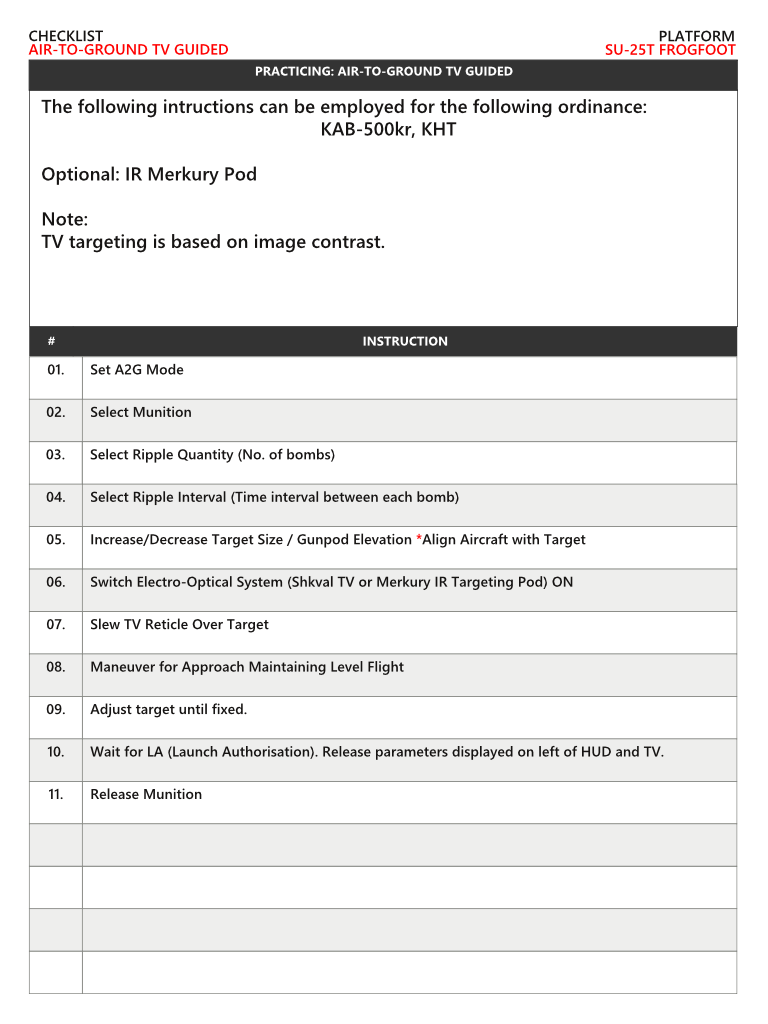 CHECKLIST
PLATFORM
AIR-TO-GROUND TV GUIDED
SU-25T FROGFOOT
PRACTICING: AIR-TO-GROUND TV GUIDED
The following intructions can be employed for the following ordinance:
KAB-500kr, KHT
Optional: IR Merkury Pod
Note:
TV targeting is based on image contrast.
# INSTRUCTION
01. Set A2G Mode
02. Select Munition
03. Select Ripple Quantity (No. of bombs)
04. Select Ripple Interval (Time interval between each bomb)
05. Increase/Decrease Target Size / Gunpod Elevation *Align Aircraft with Target
06. Switch Electro-Optical System (Shkval TV or Merkury IR Targeting Pod) ON
07. Slew TV Reticle Over Target
08. Maneuver for Approach Maintaining Level Flight
09. Adjust target until fixed.
10. Wait for LA (Launch Authorisation). Release parameters displayed on left of HUD and TV.
11. Release Munition